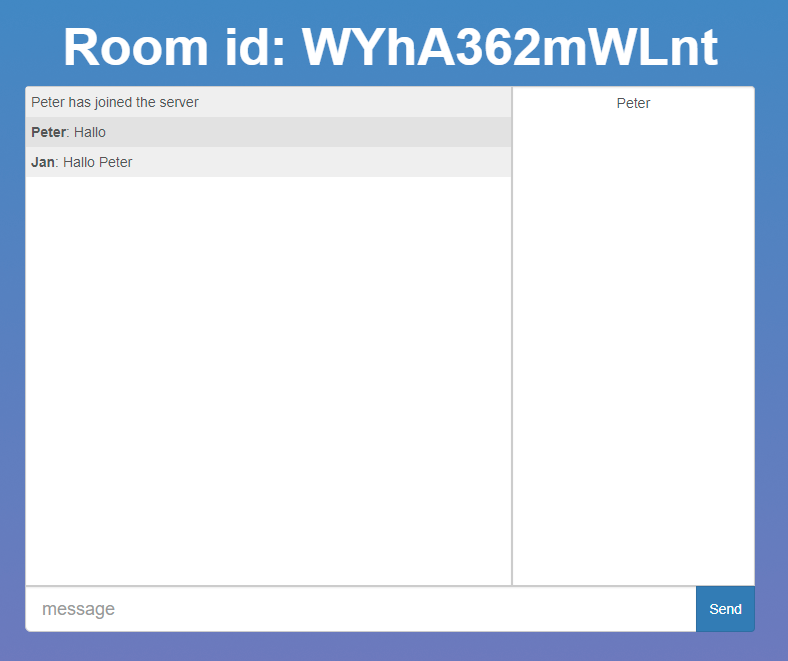 Room id: WYhA362mWLnt
Peter has joined the server
Peter: Hallo
Jan: Hallo Peter
Peter
message
Send